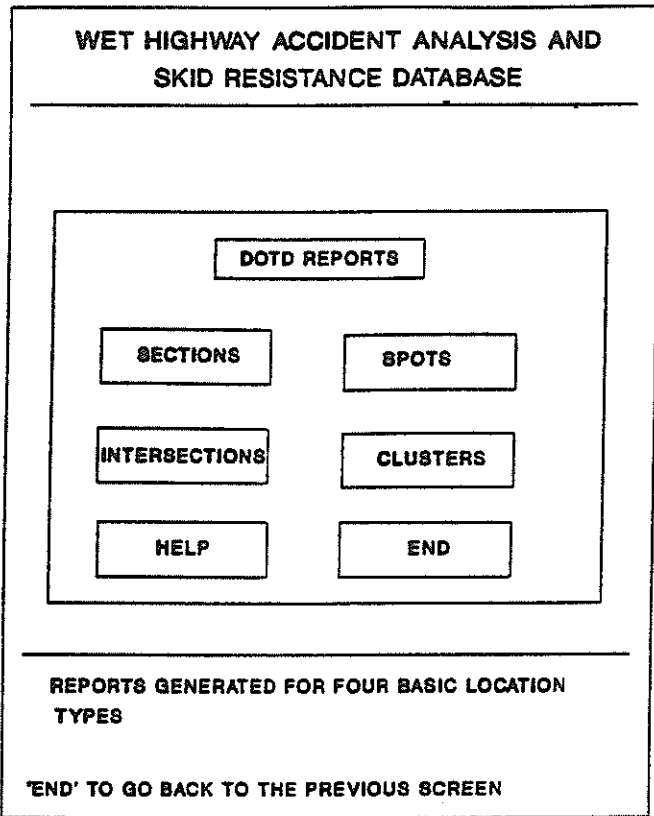 WET HIGHWAY ACCIDENT ANALYSIS AND
SKID RESISTANCE DATABASE
DOTD REPORTS
SECTIONS SPOTS
INTERSECTIONS CLUSTERS
HELP END
REPORTS GENERATED FOR FOUR BASIC LOCATION
TYPES
'END' TO GO BACK TO THE PREVIOUS SCREEN